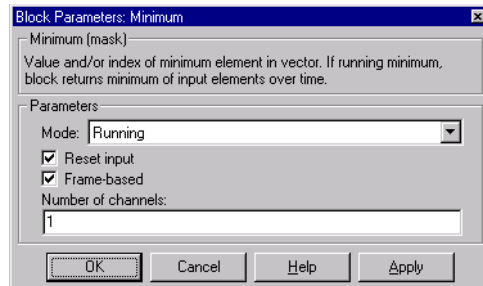 Block Parameters: Minimum
Minimum (mask)
Value and/or index of minimum element in vector. If running minimum,
block returns minimum of input elements over time.
Parameters
Mode: Running
Reset input
Frame-based
Number of channels:
1
OK Cancel Help Apply